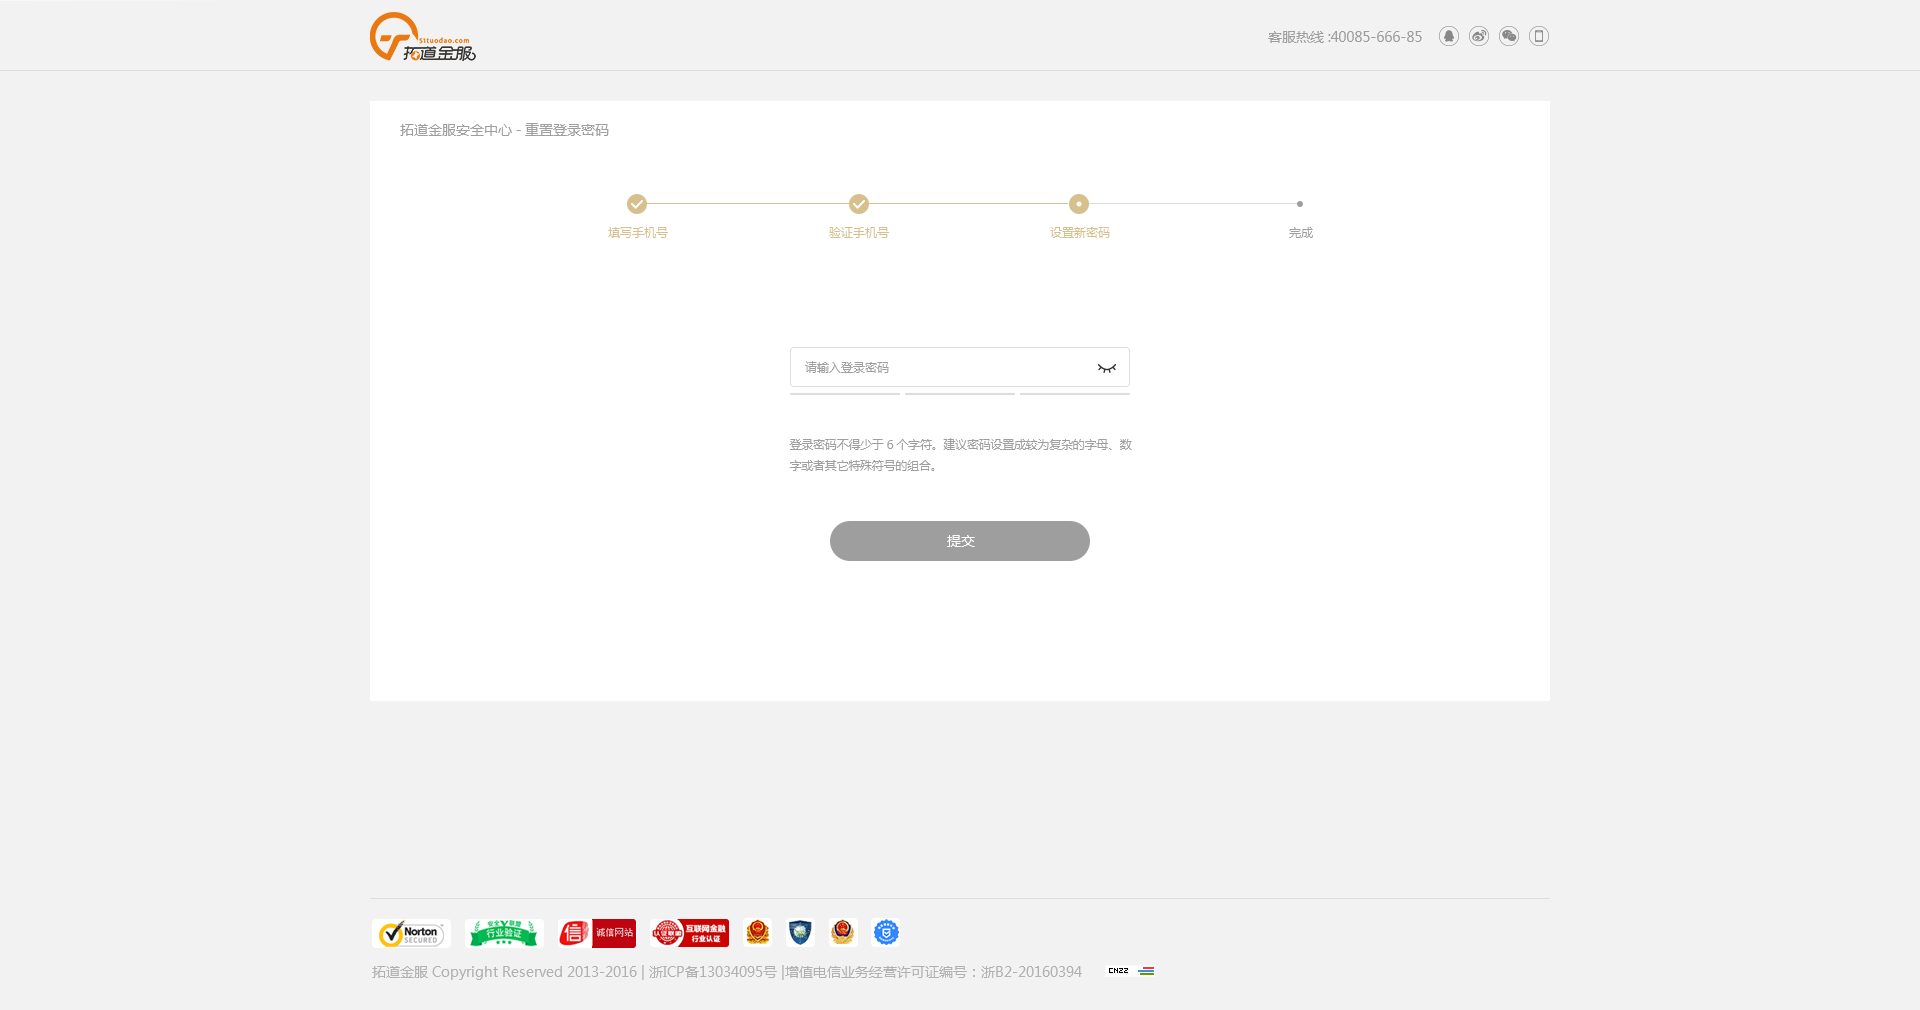 51tuodao.com
拓道金服
客服热线 :40085-666-85
拓道金服安全中心 - 重置登录密码
填写手机号
验证手机号
设置新密码
完成
请输入登录密码
登录密码不得少于 6 个字符。建议密码设置成较为复杂的字母、数
字或者其它特殊符号的组合。
提交
Norton
SECURED
安全联盟
行业验证
信 诚信网站
互联网金融
行业认证
拓道金服 Copyright Reserved 2013-2016 | 浙ICP备13034095号 |增值电信业务经营许可证编号：浙B2-20160394
CNZZ